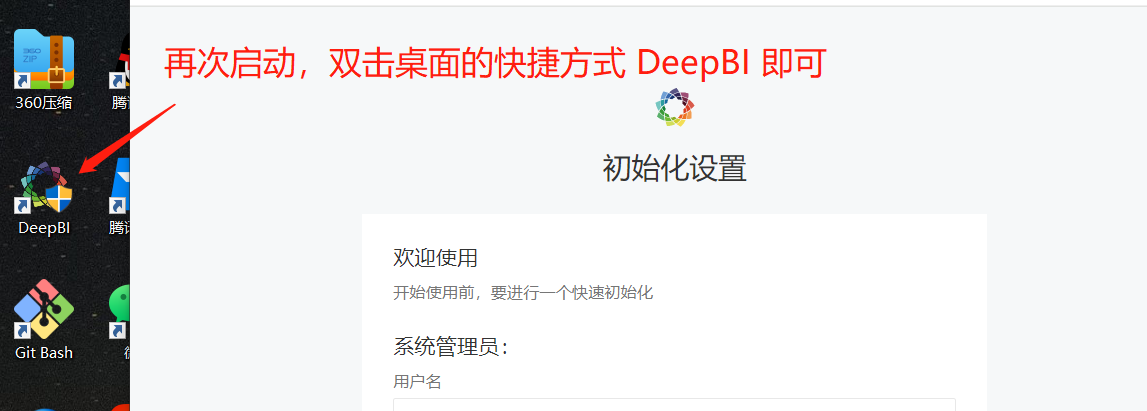 再次启动，双击桌面的快捷方式 DeepBI 即可
360
ZIP
360压缩
腾
DeepBI
腾
Git Bash
初始化设置
欢迎使用
开始使用前，要进行一个快速初始化
系统管理员：
用户名